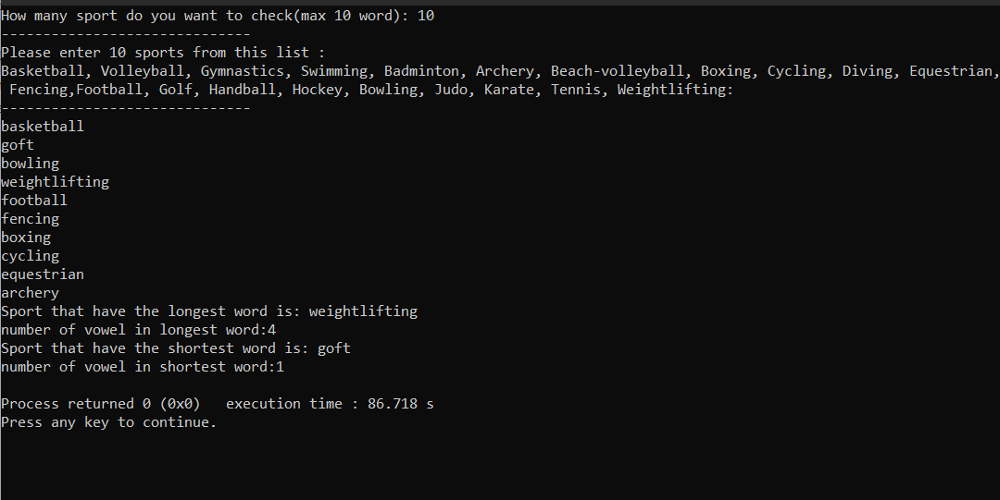 How many sport do you want to check(max 10 word): 10
------------------------------
Please enter 10 sports from this list :
Basketball, Volleyball, Gymnastics, Swimming, Badminton, Archery, Beach-volleyball, Boxing, Cycling, Diving, Equestrian,
 Fencing,Football, Golf, Handball, Hockey, Bowling, Judo, Karate, Tennis, Weightlifting:
------------------------------
basketball
goft
bowling
weightlifting
football
fencing
boxing
cycling
equestrian
archery
Sport that have the longest word is: weightlifting
number of vowel in longest word:4
Sport that have the shortest word is: goft
number of vowel in shortest word:1

Process returned 0 (0x0)   execution time : 86.718 s
Press any key to continue.